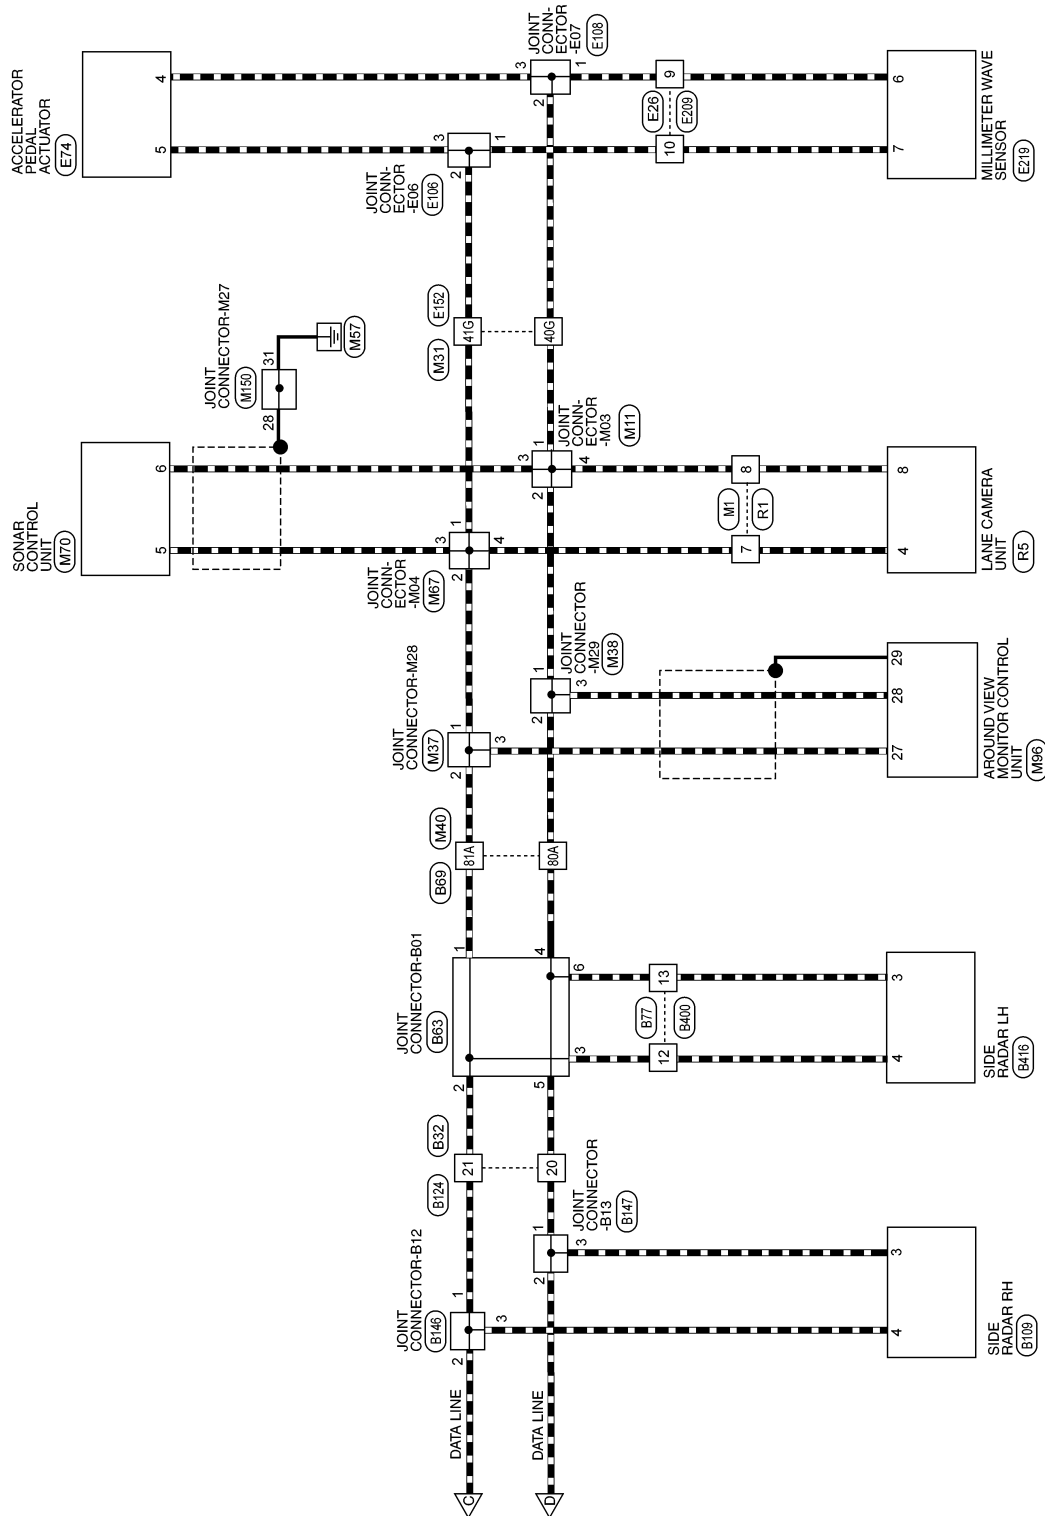 ACCELERATOR
PEDAL
ACTUATOR
E74
4
5
JOINT
CONN-
ECTOR
-E07
E108
3
1
2
3
1
2
JOINT
CONN-
ECTOR
-E06
E106
9
E26
E209
10
6
7
MILLIMETER WAVE
SENSOR
E219
E152
41G
M31
40G
JOINT
CONNECTOR-M27
M150
31
28
M57
SONAR
CONTROL
UNIT
M70
6
5
JOINT
CONN-
ECTOR
-M03
M11
3
1
2
4
3
1
2
4
JOINT
CONN-
ECTOR
-M04
M67
8
M1
R1
7
8
4
LANE CAMERA
UNIT
R5
JOINT
CONNECTOR
-M29
M38
1
3
2
JOINT
CONNECTOR-M28
M37
1
3
2
29
28
27
AROUND VIEW
MONITOR CONTROL
UNIT
M96
M40
81A
B69
80A
JOINT
CONNECTOR-B01
B63
1
4
6
3
2
5
13
B77
B400
12
3
4
SIDE
RADAR LH
B416
B32
21
B124
20
JOINT
CONNECTOR
-B13
B147
1
3
2
JOINT
CONNECTOR-B12
B146
1
3
2
3
4
SIDE
RADAR RH
B109
DATA LINE
DATA LINE
C
D